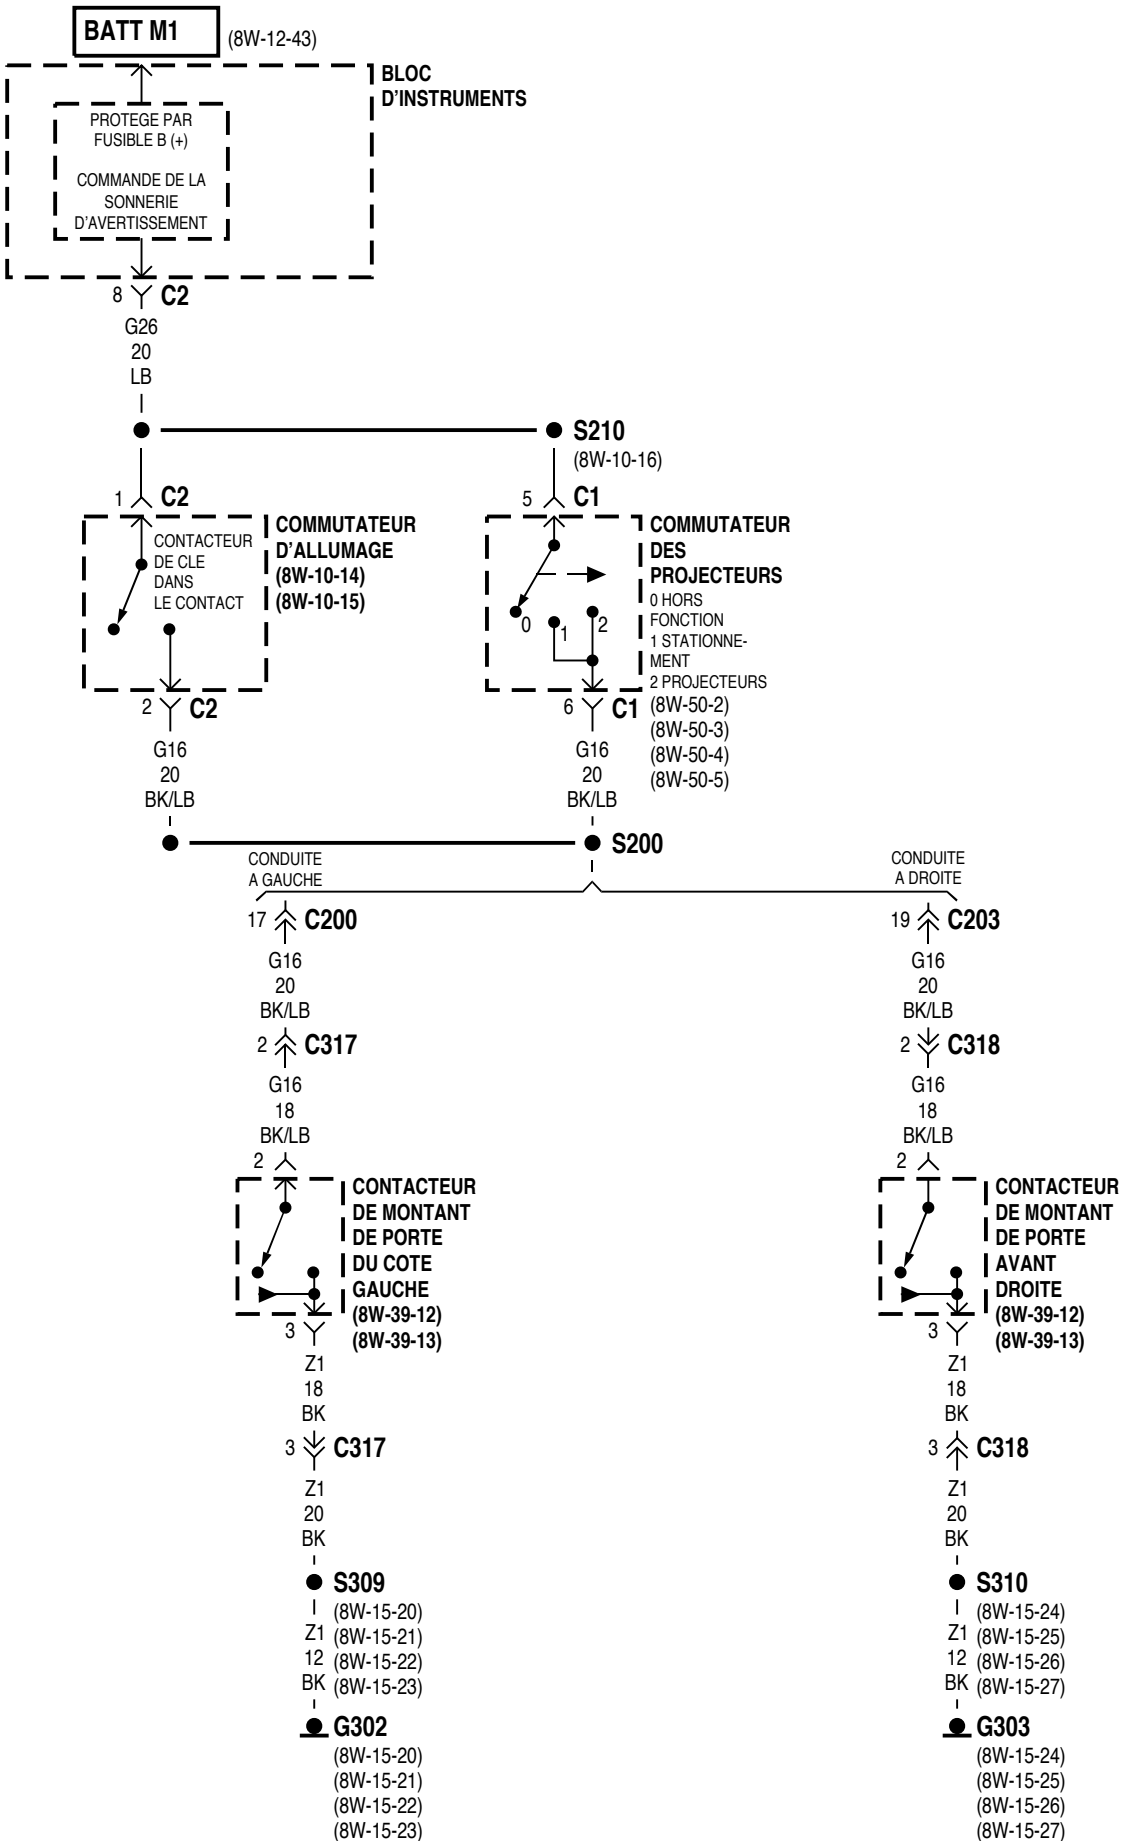 BATT M1
(8W-12-43)
BLOC
D'INSTRUMENTS
PROTEGE PAR
FUSIBLE B (+)
COMMANDE DE LA
SONNERIE
D'AVERTISSEMENT
8 C2
G26
20
LB
S210
(8W-10-16)
1 C2
5 C1
CONTACTEUR
DE CLE
DANS
LE CONTACT
COMMUTATEUR
D'ALLUMAGE
(8W-10-14)
(8W-10-15)
0
1
2
COMMUTATEUR
DES
PROJECTEURS
0 HORS
FONCTION
1 STATIONNE-
MENT
2 PROJECTEURS
(8W-50-2)
(8W-50-3)
(8W-50-4)
(8W-50-5)
2 C2
G16
20
BK/LB
6 C1
G16
20
BK/LB
S200
CONDUITE
A GAUCHE
CONDUITE
A DROITE
17 C200
G16
20
BK/LB
2 C317
G16
18
BK/LB
2
CONTACTEUR
DE MONTANT
DE PORTE
DU COTE
GAUCHE
(8W-39-12)
(8W-39-13)
3
Z1
18
BK
3 C317
Z1
20
BK
S309
(8W-15-20)
(8W-15-21)
(8W-15-22)
(8W-15-23)
Z1
12
BK
G302
(8W-15-20)
(8W-15-21)
(8W-15-22)
(8W-15-23)
19 C203
G16
20
BK/LB
2 C318
G16
18
BK/LB
2
CONTACTEUR
DE MONTANT
DE PORTE
AVANT
DROITE
(8W-39-12)
(8W-39-13)
3
Z1
18
BK
3 C318
Z1
20
BK
S310
(8W-15-24)
(8W-15-25)
(8W-15-26)
(8W-15-27)
Z1
12
BK
G303
(8W-15-24)
(8W-15-25)
(8W-15-26)
(8W-15-27)